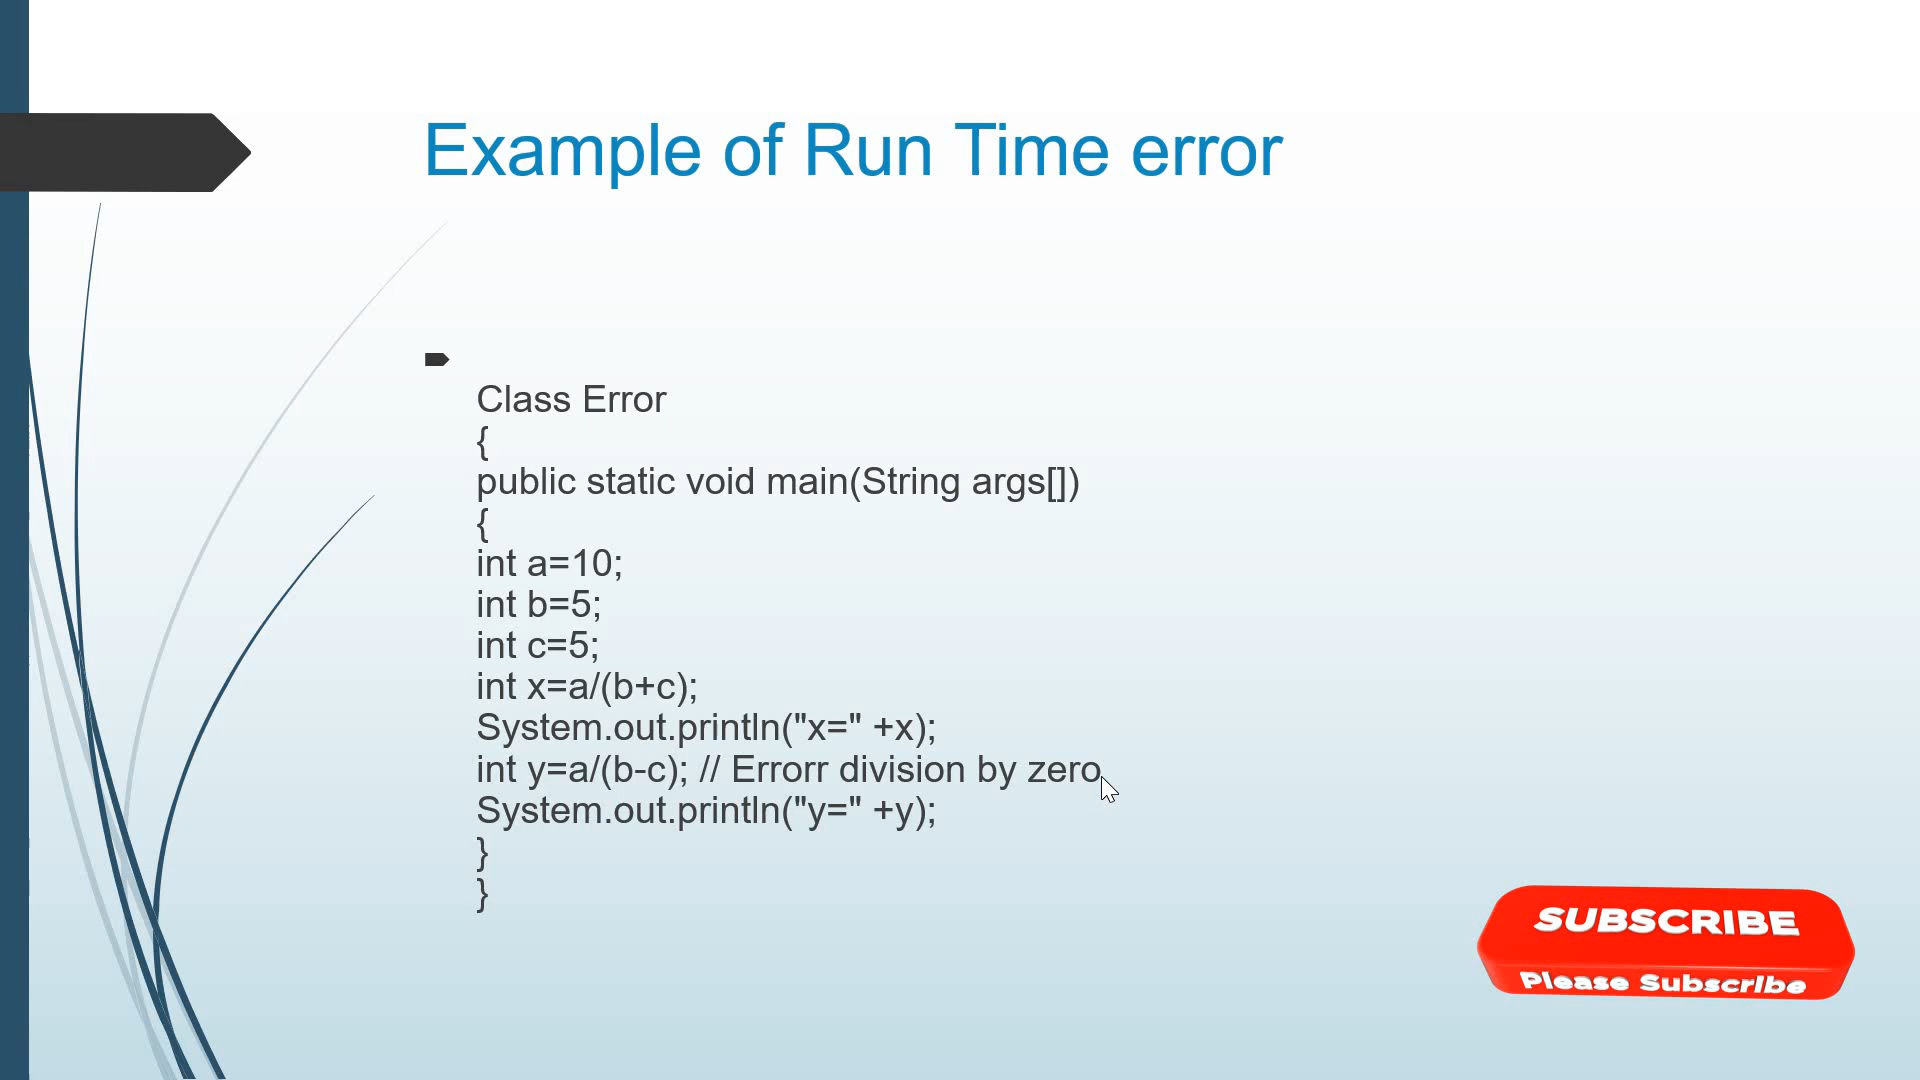 Example of Run Time error
Class Error
{
public static void main(String args[])
{
int a=10;
int b=5;
int c=5;
int x=a/(b+c);
System.out.println("x=" +x);
int y=a/(b-c); // Errorr division by zero
System.out.println("y=" +y);
}
}
SUBSCRIBE
Please Subscribe